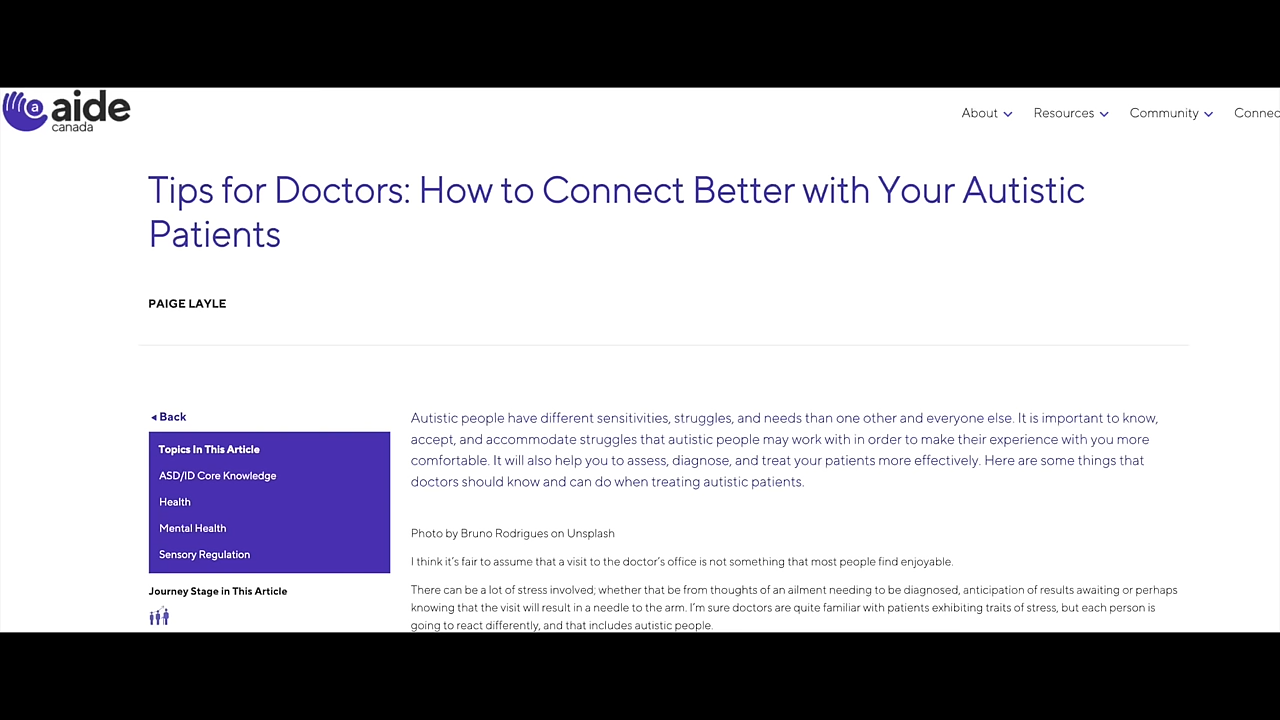 a aide
canada
About
Resources
Community
Connec
Tips for Doctors: How to Connect Better with Your Autistic
Patients
PAIGE LAYLE
Back
Topics In This Article
ASD/ID Core Knowledge
Health
Mental Health
Sensory Regulation
Journey Stage in This Article
Autistic people have different sensitivities, struggles, and needs than one other and everyone else. It is important to know,
accept, and accommodate struggles that autistic people may work with in order to make their experience with you more
comfortable. It will also help you to assess, diagnose, and treat your patients more effectively. Here are some things that
doctors should know and can do when treating autistic patients.
Photo by Bruno Rodrigues on Unsplash
I think it's fair to assume that a visit to the doctor's office is not something that most people find enjoyable.
There can be a lot of stress involved; whether that be from thoughts of an ailment needing to be diagnosed, anticipation of results awaiting or perhaps
knowing that the visit will result in a needle to the arm. I'm sure doctors are quite familiar with patients exhibiting traits of stress, but each person is
going to react differently, and that includes autistic people.